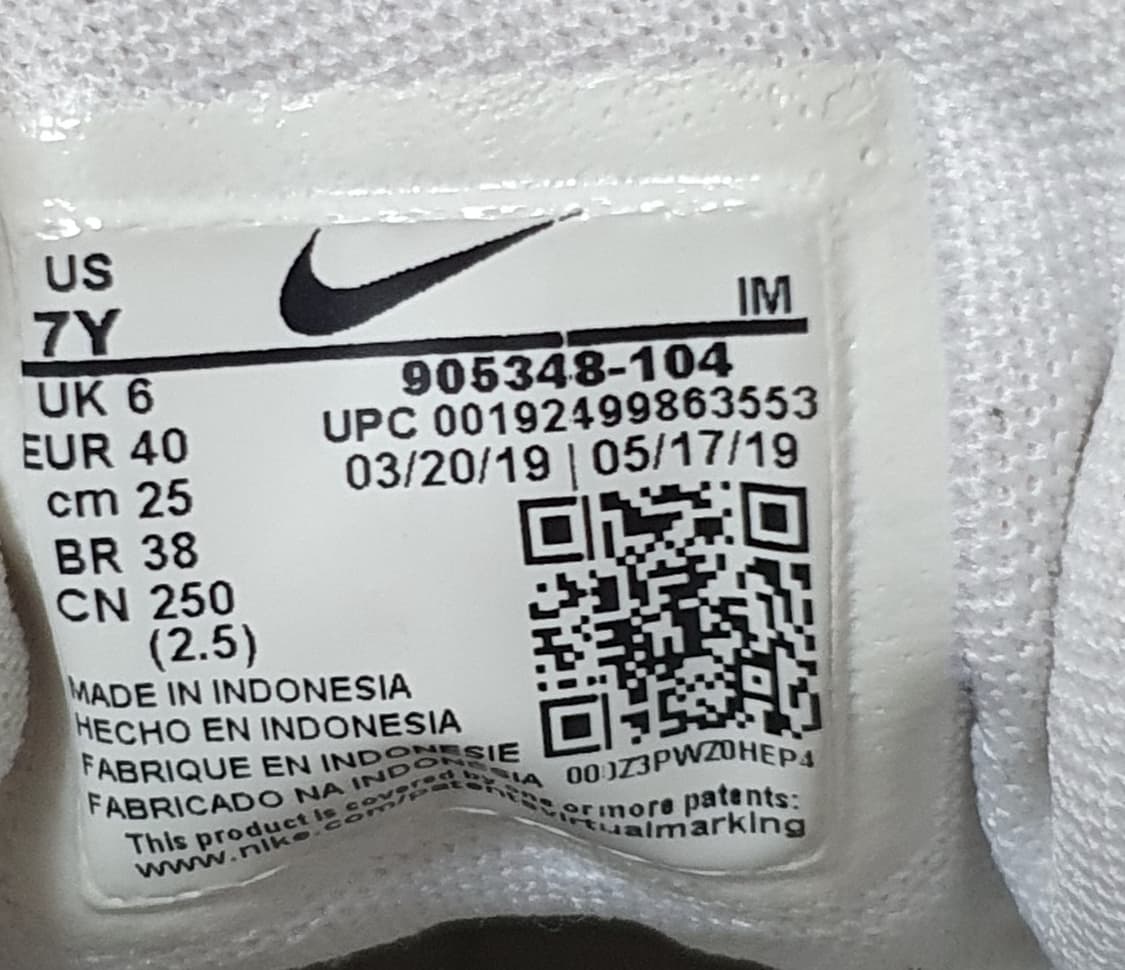 US
7Y
IM
UK 6
EUR 40
cm 25
BR 38
CN 250
(2.5)
905348-104
UPC 00192499863553
03/20/19 | 05/17/19
MADE IN INDONESIA
HECHO EN INDONESIA
FABRIQUE EN INDONESIE
FABRICADO NA INDONESIA
This product is covered by one or more patents:
www.nike.com/patents